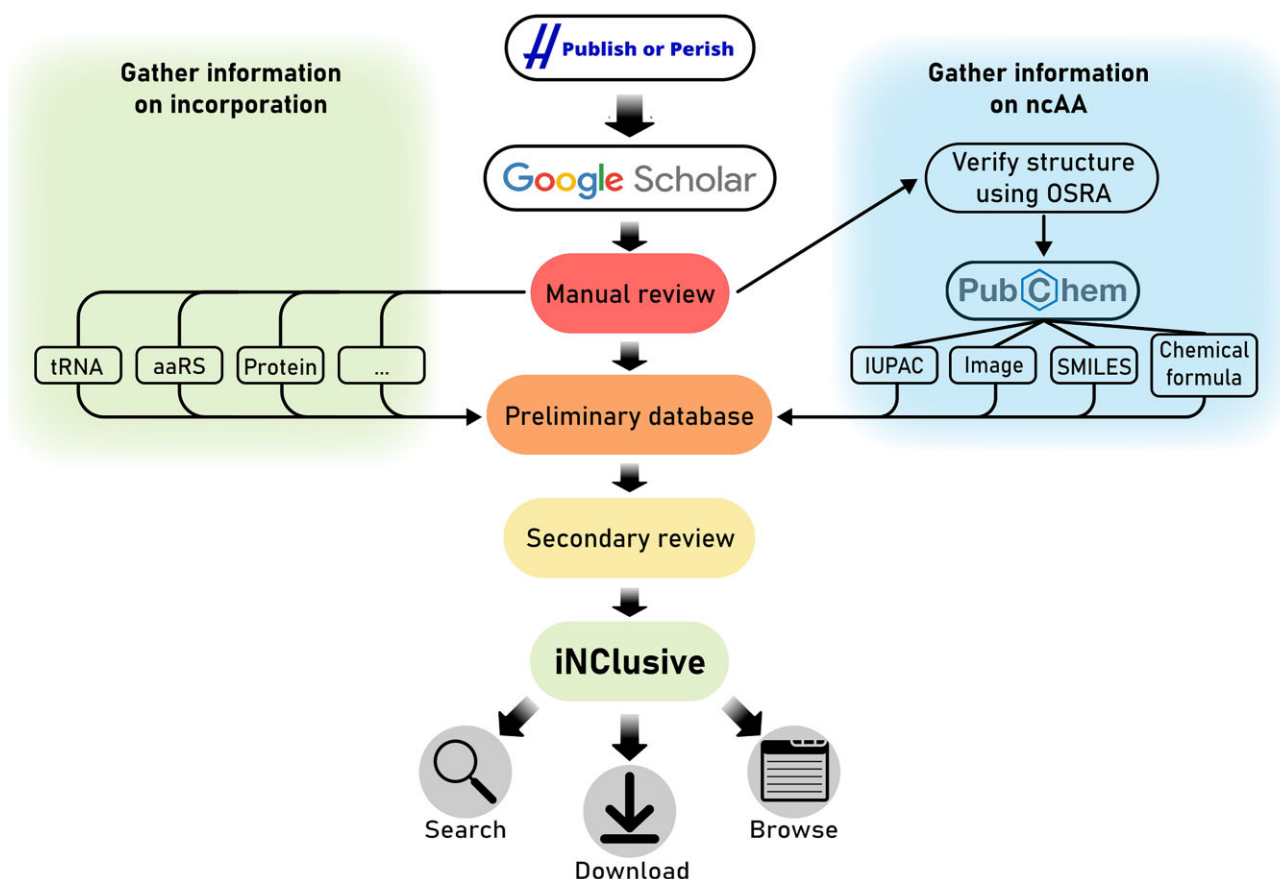 Publish or Perish
Gather information
on incorporation
Gather information
on ncAA
Google Scholar
Verify structure
using OSRA
Manual review
PubChem
tRNA
aaRS
Protein
...
IUPAC
Image
SMILES
Chemical
formula
Preliminary database
Secondary review
iNClusive
Search
Download
Browse